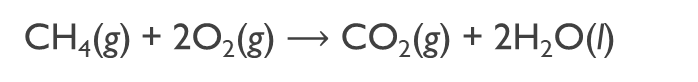 CH₄(g) + 2O₂(g) ⟶ CO₂(g) + 2H₂O(l)